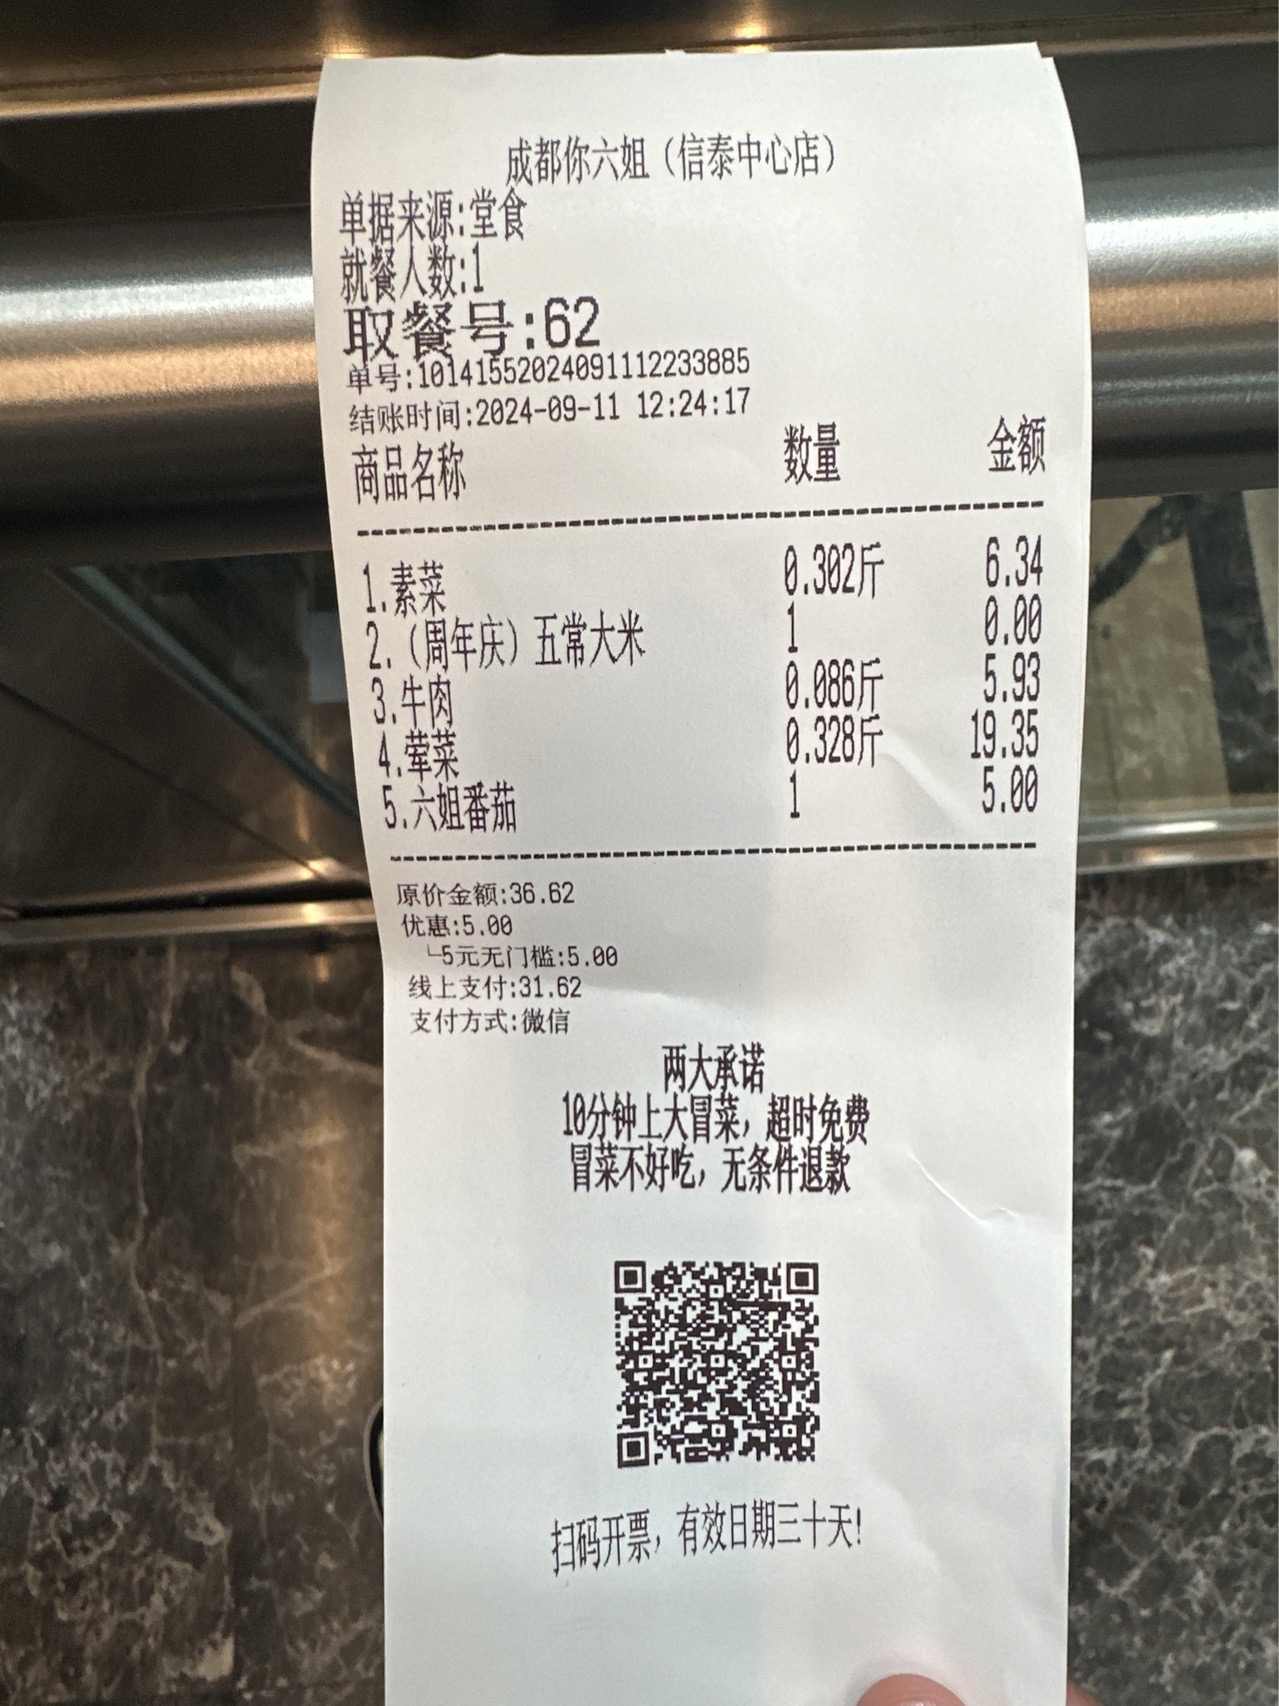 成都你六姐（信泰中心店）
单据来源:堂食
就餐人数:1
取餐号:62
单号:10141552024091112233885
结账时间:2024-09-11 12:24:17
商品名称 数量 金额
1.素菜 0.302斤 6.34
2.（周年庆）五常大米 1 0.00
3.牛肉 0.086斤 5.93
4.荤菜 0.328斤 19.35
5.六姐番茄 1 5.00
原价金额:36.62
优惠:5.00
└5元无门槛:5.00
线上支付:31.62
支付方式:微信
两大承诺
10分钟上大冒菜，超时免费
冒菜不好吃，无条件退款
扫码开票，有效日期三十天!